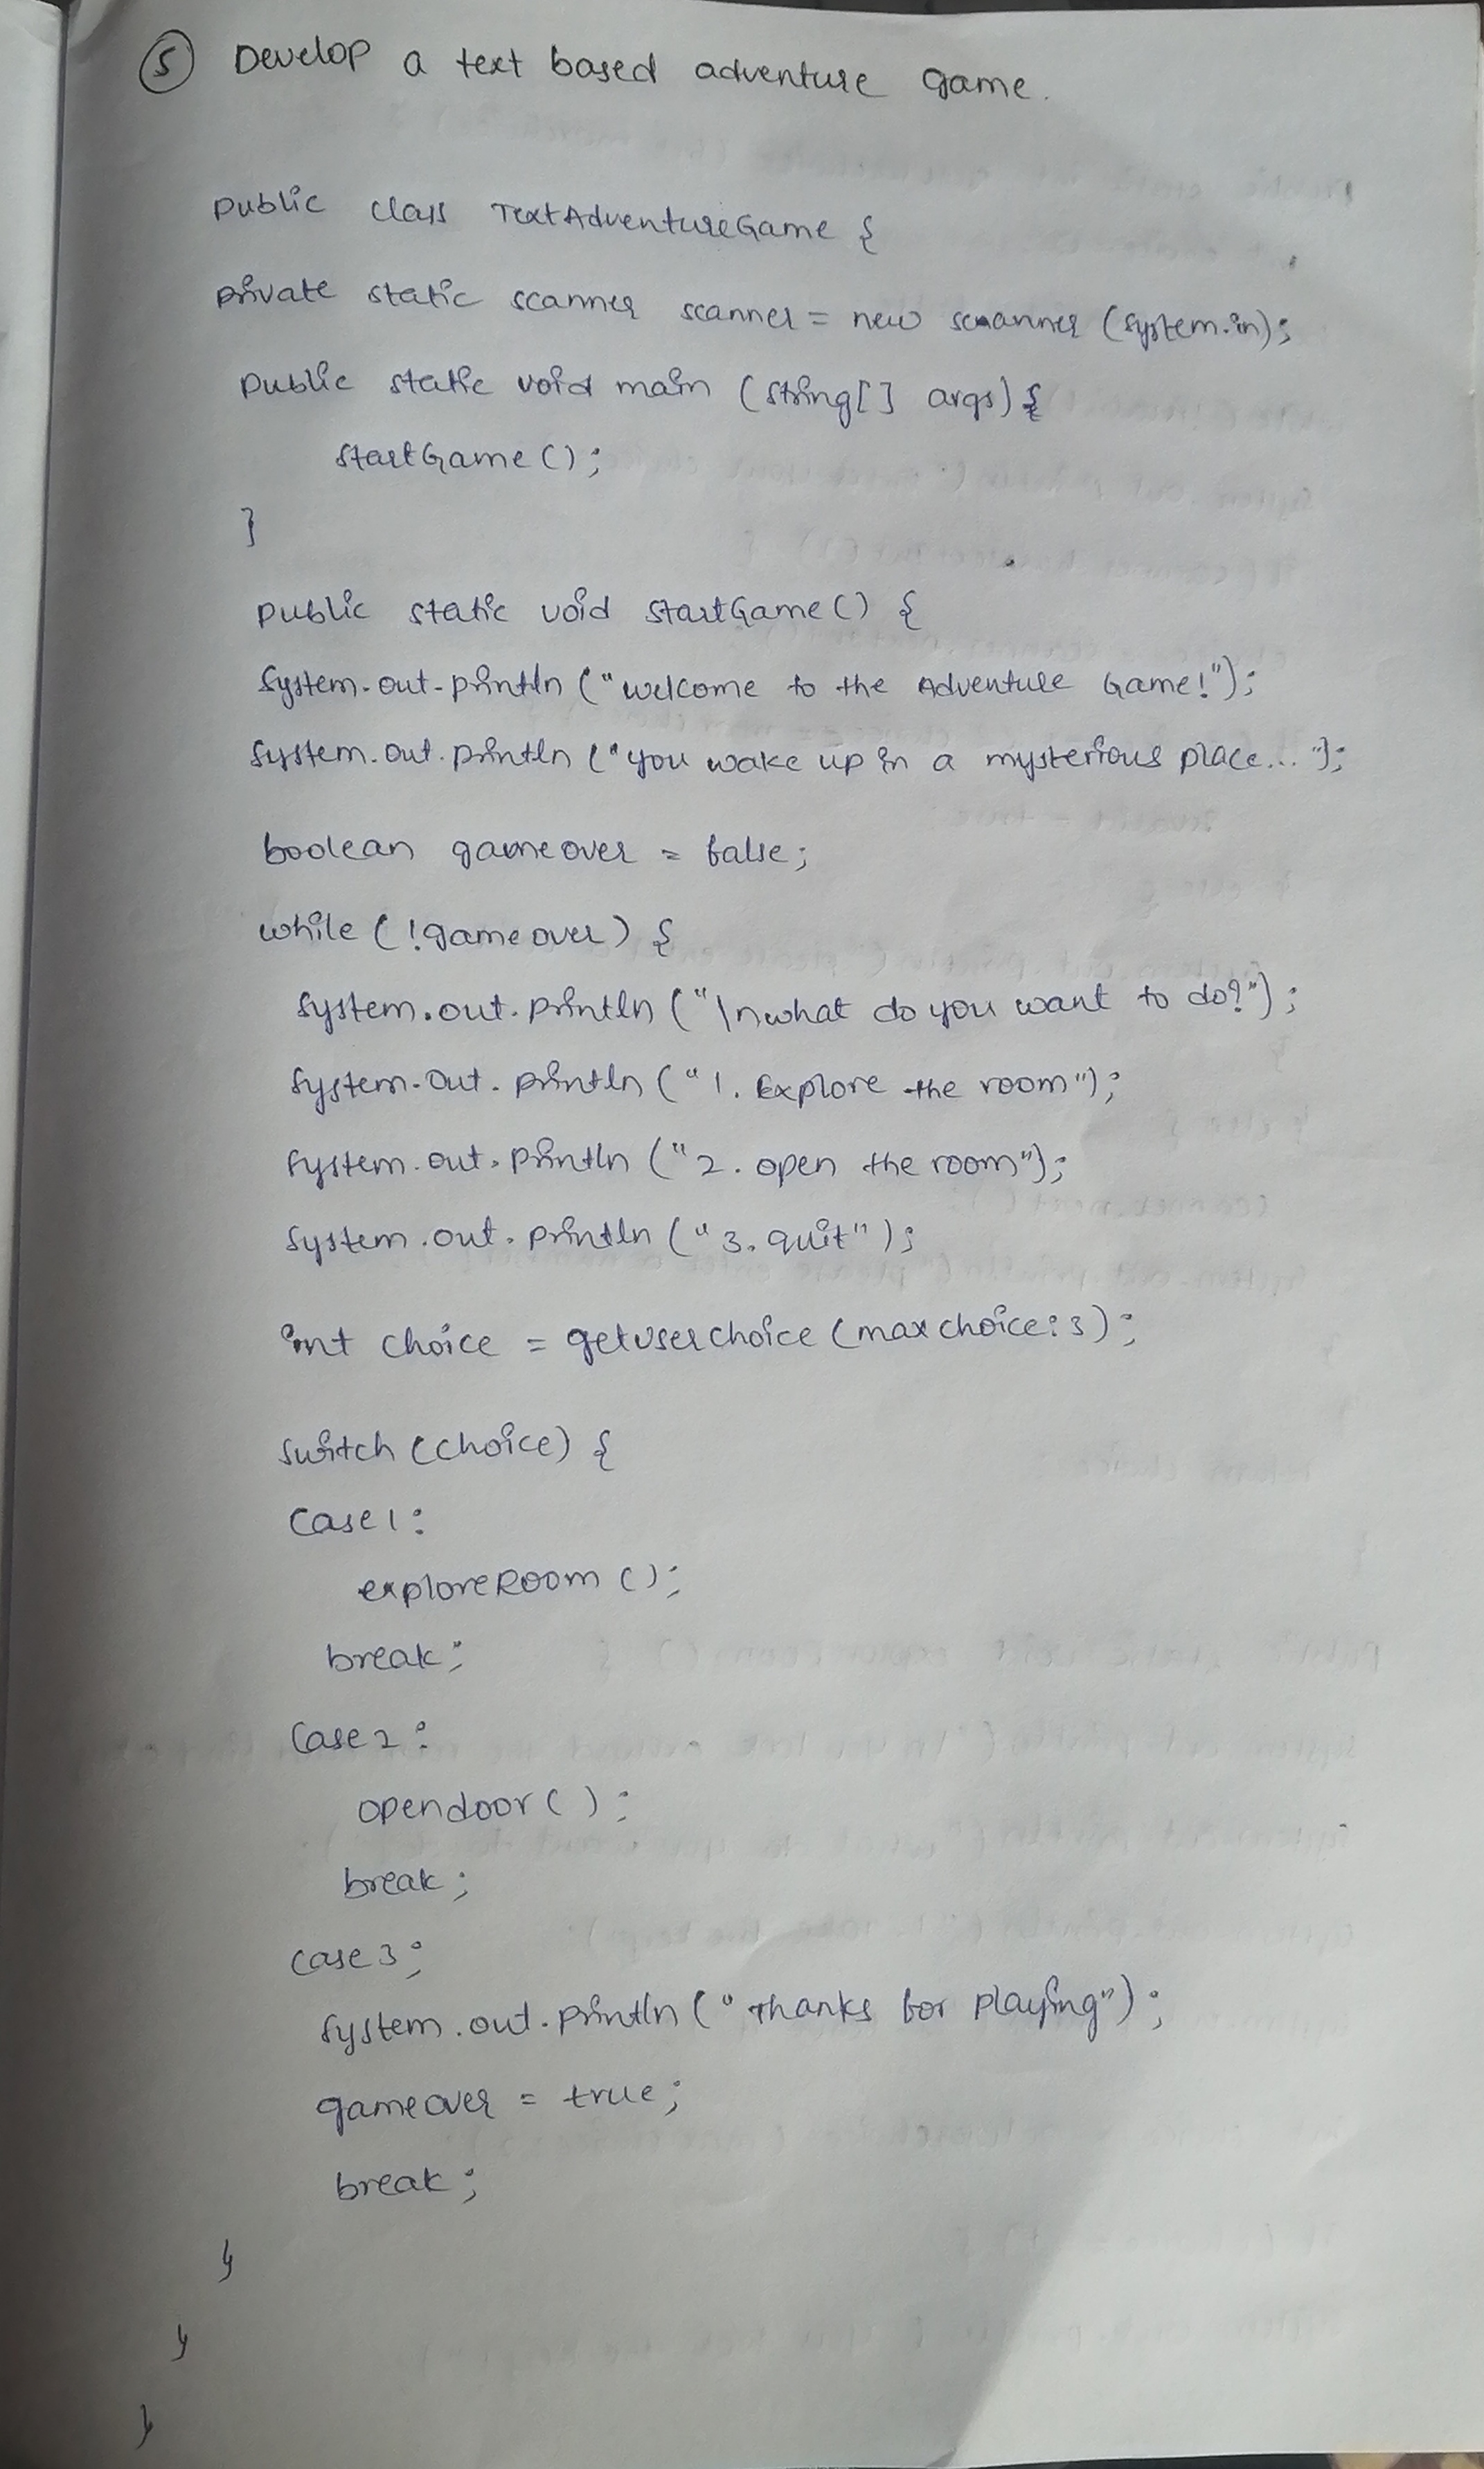 5 Develop a text based adventure game.
public class TextAdventureGame {
private static scanner scanner = new scanner (system.in);
public static void main (string[] args) {
startGame ();
}
public static void startGame () {
system.out.println ("welcome to the Adventure Game!");
system.out.println ("you wake up in a mysterious place...");
boolean gameover = false;
while (!gameover) {
system.out.println ("\nwhat do you want to do?");
system.out.println ("1. Explore the room");
system.out.println ("2. open the room");
system.out.println ("3. quit");
int choice = getuserchoice (maxchoice: 3);
switch (choice) {
case 1:
exploreRoom ();
break;
case 2:
opendoor ();
break;
case 3;
system.out.println ("Thanks for playing");
gameover = true;
break;
}
}
}